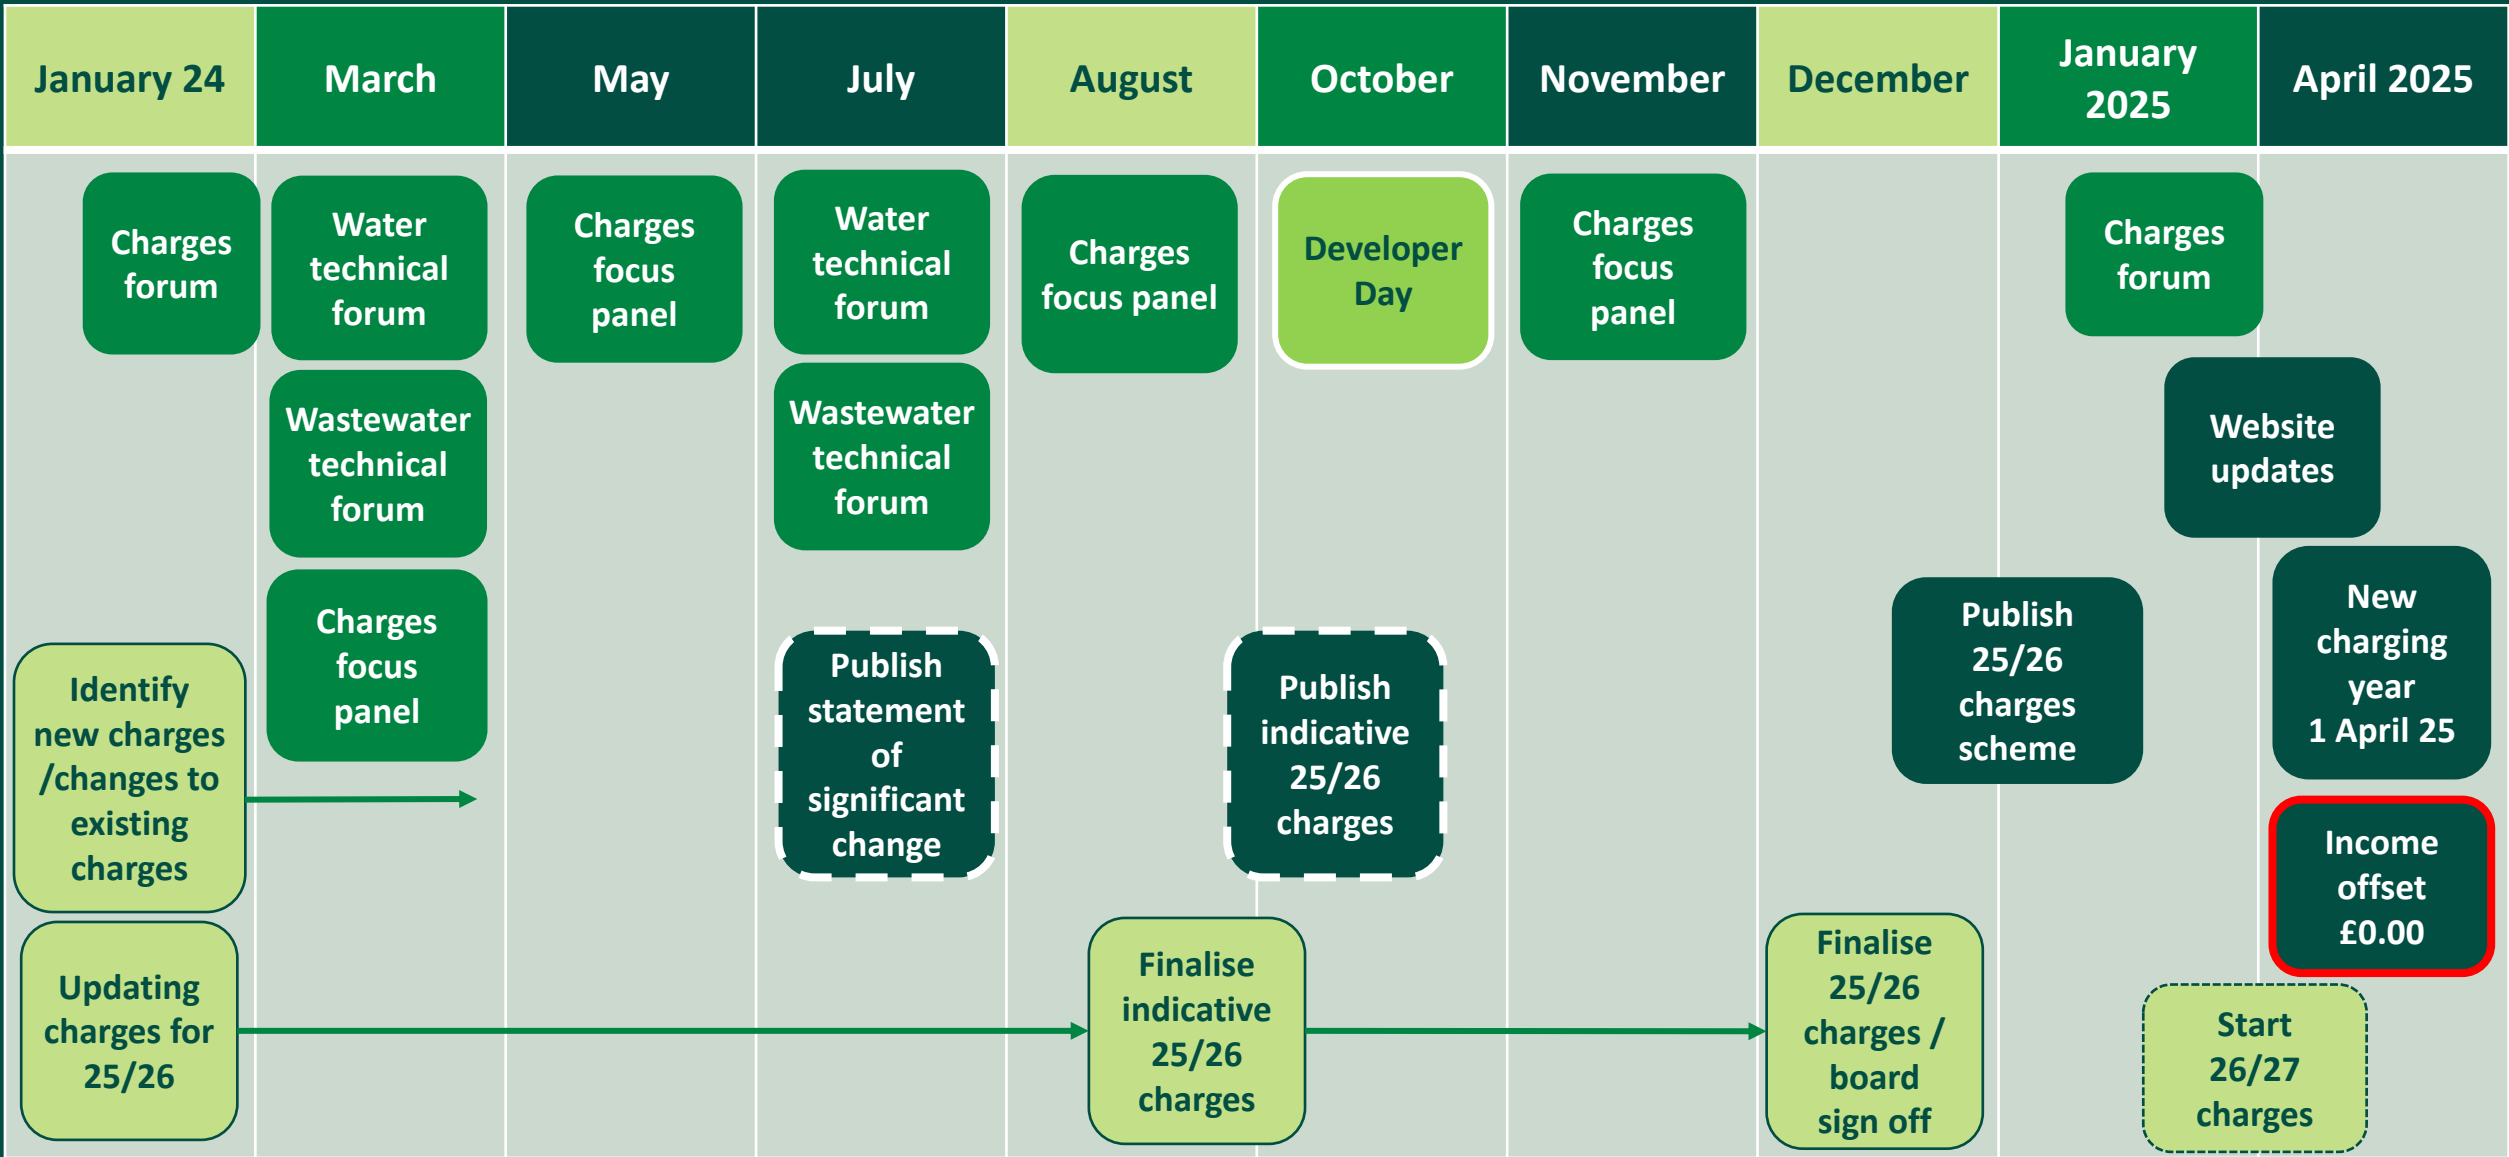 January 24
March
May
July
August
October
November
December
January
2025
April 2025
Charges
forum
Water
technical
forum
Charges
focus
panel
Water
technical
forum
Charges
focus panel
Developer
Day
Charges
focus
panel
Charges
forum
Wastewater
technical
forum
Wastewater
technical
forum
Website
updates
Charges
focus
panel
Identify
new charges
/changes to
existing
charges
Publish
statement
of
significant
change
Publish
indicative
25/26
charges
Publish
25/26
charges
scheme
New
charging
year
1 April 25
Income
offset
£0.00
Updating
charges for
25/26
Finalise
indicative
25/26
charges
Finalise
25/26
charges /
board
sign off
Start
26/27
charges